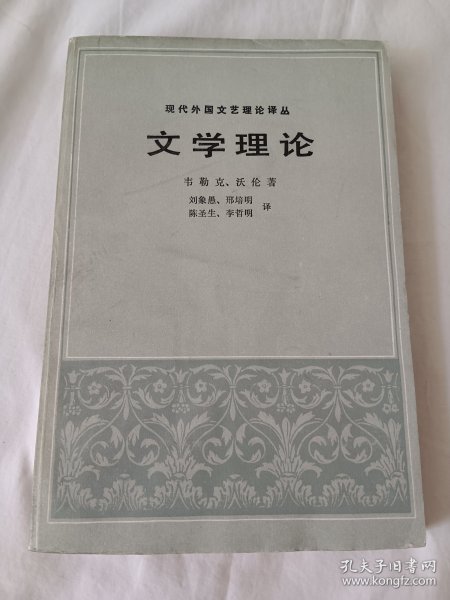 现代外国文艺理论译丛
文学理论
韦勒克、沃伦著
刘象愚、邢培明
陈圣生、李哲明
译
孔夫子旧书网
www.kongfz.com